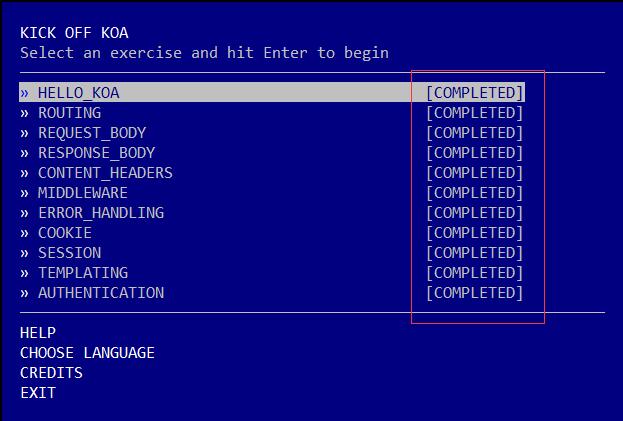 KICK OFF KOA
Select an exercise and hit Enter to begin
» HELLO_KOA [COMPLETED]
» ROUTING [COMPLETED]
» REQUEST_BODY [COMPLETED]
» RESPONSE_BODY [COMPLETED]
» CONTENT_HEADERS [COMPLETED]
» MIDDLEWARE [COMPLETED]
» ERROR_HANDLING [COMPLETED]
» COOKIE [COMPLETED]
» SESSION [COMPLETED]
» TEMPLATING [COMPLETED]
» AUTHENTICATION [COMPLETED]
HELP
CHOOSE LANGUAGE
CREDITS
EXIT